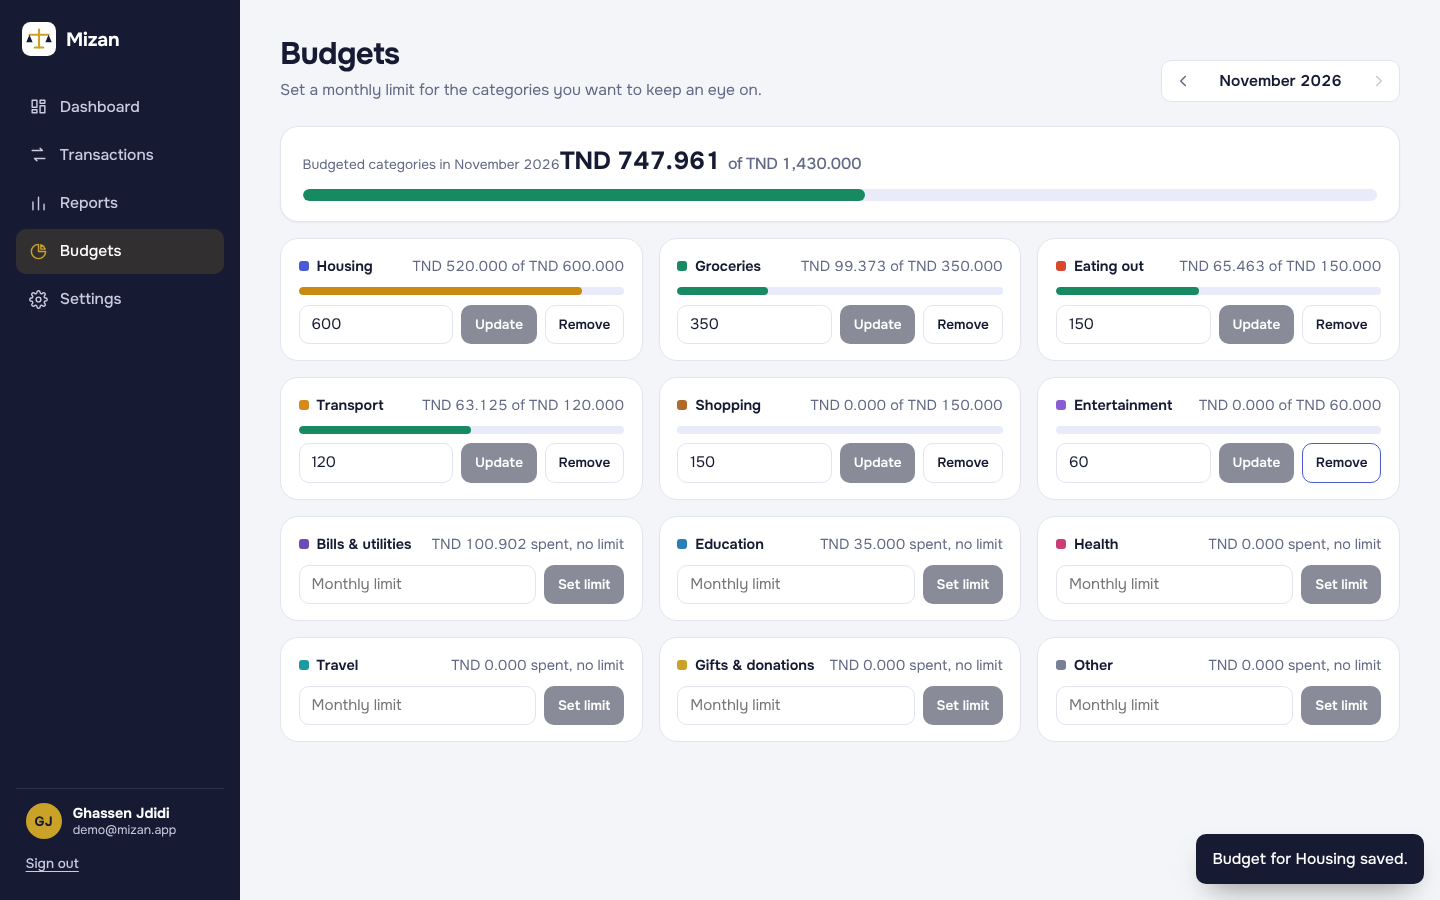 Mizan
Dashboard
Transactions
Reports
Budgets
Settings
Ghassen Jdidi
GJ
demo@mizan.app
Sign out
Budgets
Set a monthly limit for the categories you want to keep an eye on.
November 2026
Budgeted categories in November 2026 TND 747.961 of TND 1,430.000
Housing TND 520.000 of TND 600.000
600 Update Remove
Groceries TND 99.373 of TND 350.000
350 Update Remove
Eating out TND 65.463 of TND 150.000
150 Update Remove
Transport TND 63.125 of TND 120.000
120 Update Remove
Shopping TND 0.000 of TND 150.000
150 Update Remove
Entertainment TND 0.000 of TND 60.000
60 Update Remove
Bills & utilities TND 100.902 spent, no limit
Monthly limit Set limit
Education TND 35.000 spent, no limit
Monthly limit Set limit
Health TND 0.000 spent, no limit
Monthly limit Set limit
Travel TND 0.000 spent, no limit
Monthly limit Set limit
Gifts & donations TND 0.000 spent, no limit
Monthly limit Set limit
Other TND 0.000 spent, no limit
Monthly limit Set limit
Budget for Housing saved.